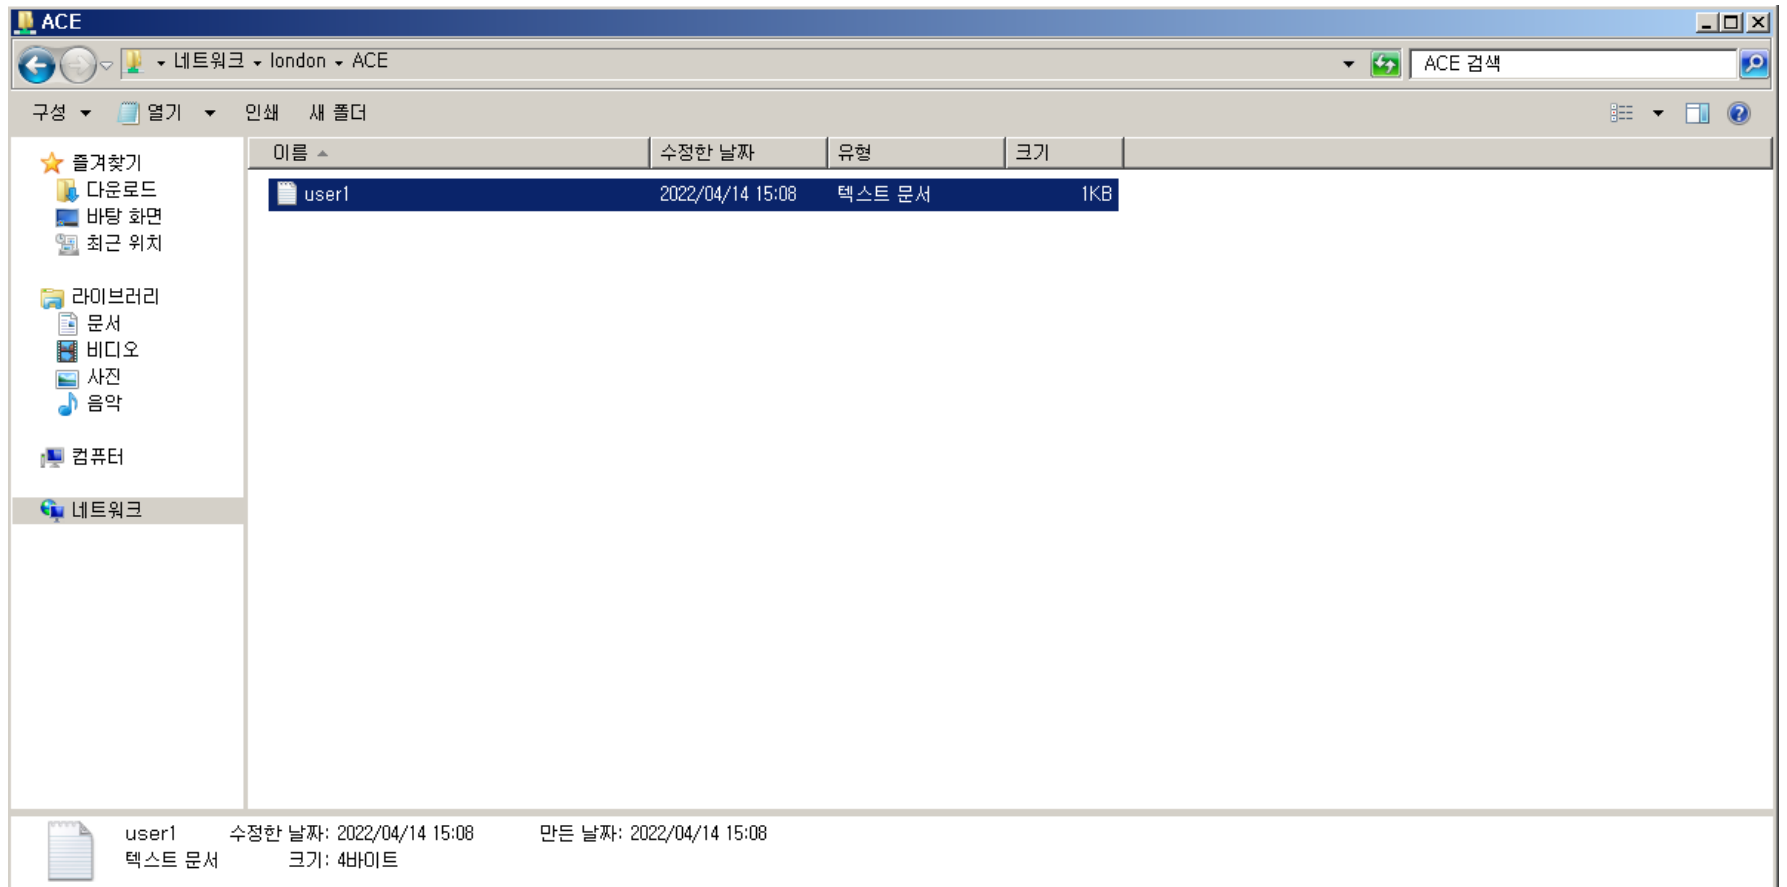 ACE
네트워크 london ACE
ACE 검색
구성 열기 인쇄 새 폴더
이름 수정한 날짜 유형 크기
user1 2022/04/14 15:08 텍스트 문서 1KB
즐겨찾기
다운로드
바탕 화면
최근 위치
라이브러리
문서
비디오
사진
음악
컴퓨터
네트워크
user1 수정한 날짜: 2022/04/14 15:08 만든 날짜: 2022/04/14 15:08
텍스트 문서 크기: 4바이트